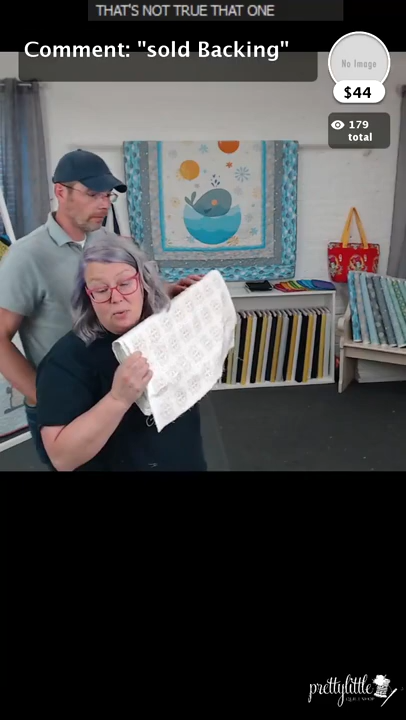 THAT'S NOT TRUE THAT ONE
Comment: "sold Backing"
No Image
$44
179
total
prettylittle